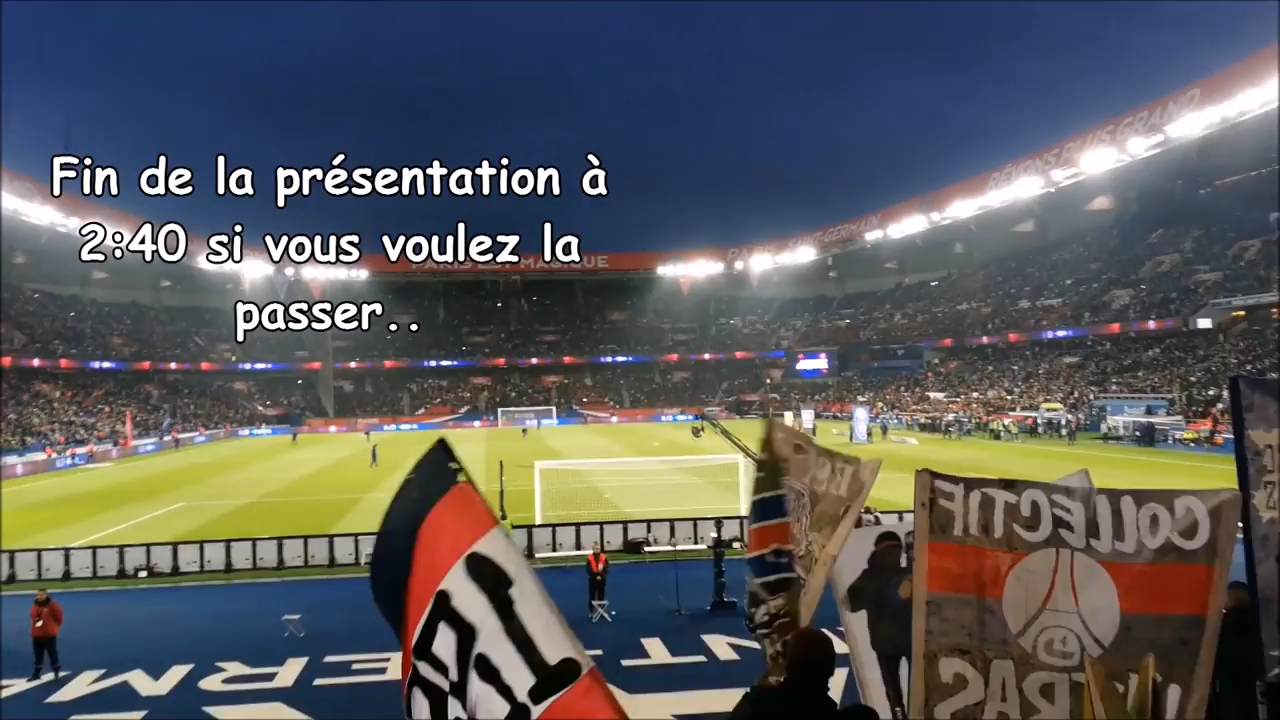 Fin de la présentation à
2:40 si vous voulez la
passer..
RÊVONS PLUS GRAND
PARIS SAINT-GERMAIN
PARIS EST MAGIQUE
COLLECTIF
ULTRAS